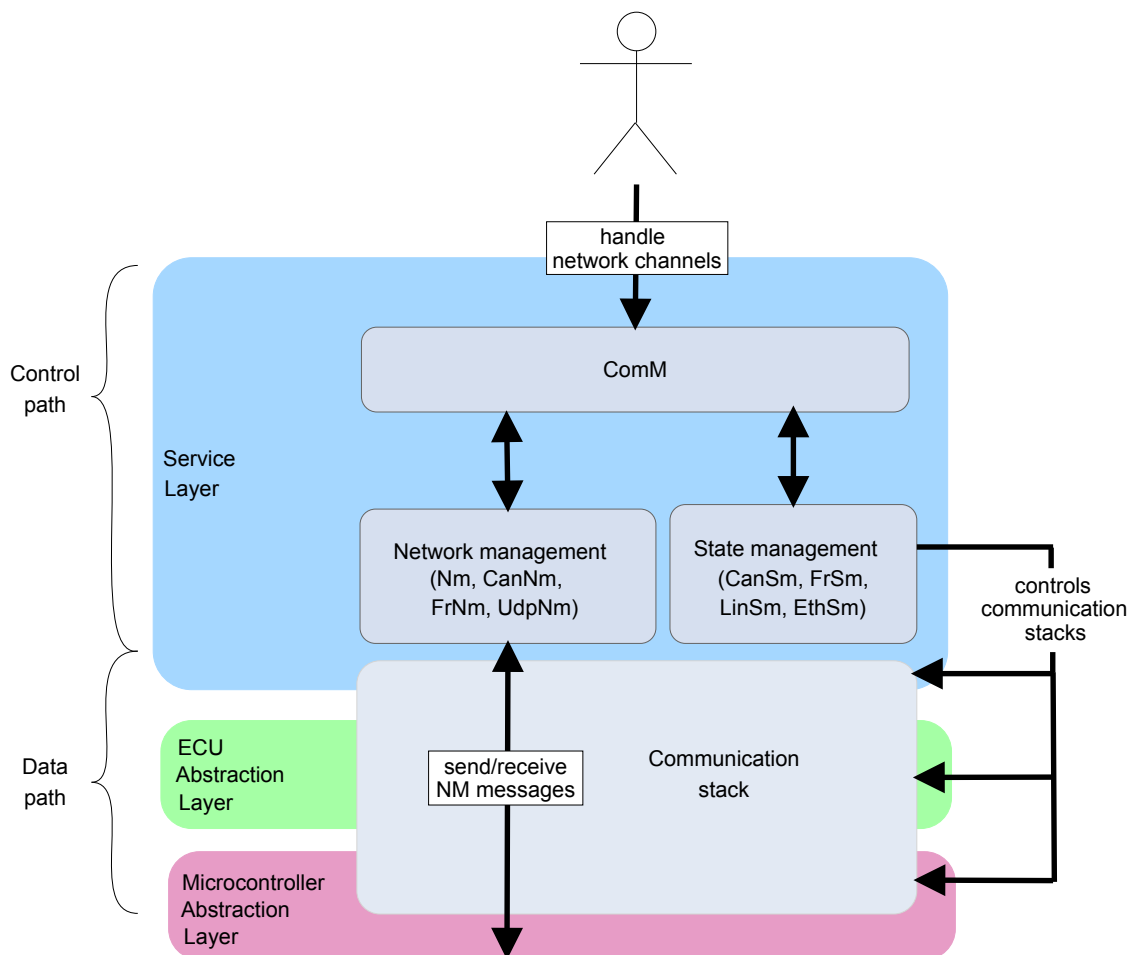 handle
network channels
Control
path
ComM
Service
Layer
Network management
(Nm, CanNm,
FrNm, UdpNm)
State management
(CanSm, FrSm,
LinSm, EthSm)
controls
communication
stacks
Data
path
ECU
Abstraction
Layer
send/receive
NM messages
Communication
stack
Microcontroller
Abstraction
Layer